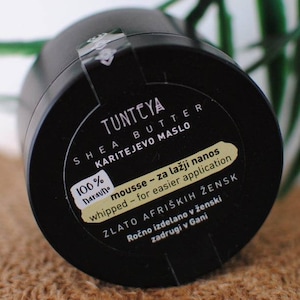 TUNTEYA
SHEA BUTTER
KARITEJEVO MASLO
100%
naravno
mousse – za lažji nanos
whipped – for easier application
ZLATO AFRIŠKIH ŽENSK
Ročno izdelano v ženski
zadrugi v Gani